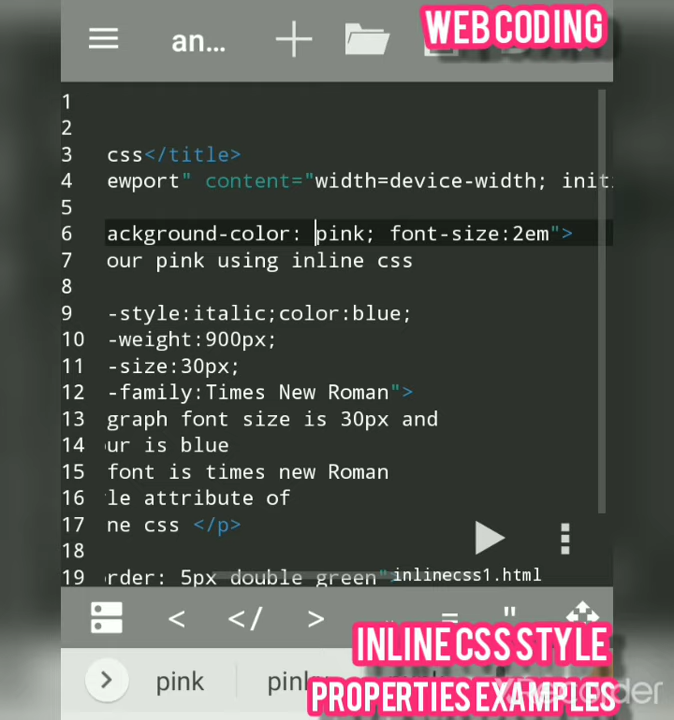 WEB CODING
an...
1
2
3 css</title>
4 ewport" content="width=device-width; init
5
6 ackground-color: pink; font-size:2em">
7 our pink using inline css
8
9 -style:italic;color:blue;
10 -weight:900px;
11 -size:30px;
12 -family:Times New Roman">
13 graph font size is 30px and
14 ur is blue
15 font is times new Roman
16 le attribute of
17 ne css </p>
18
19 rder: 5px double green">
inlinecss1.html
< </ > = "
INLINE CSS STYLE
pink
PROPERTIES EXAMPLES
XRecorder